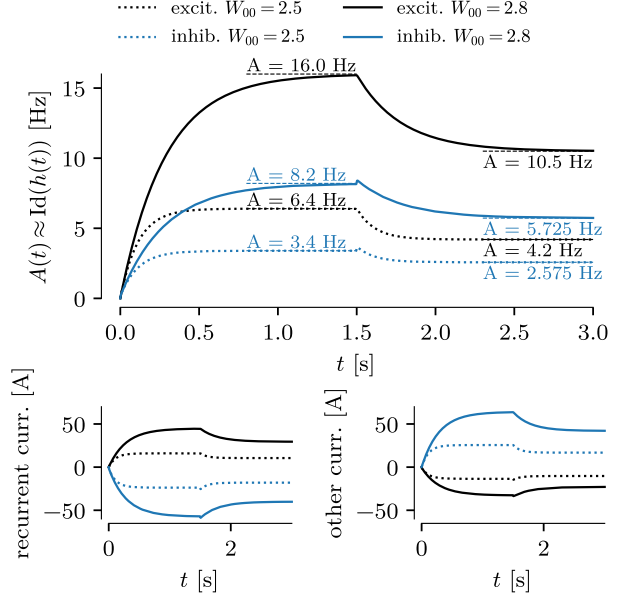 excit. W₀₀ = 2.5
excit. W₀₀ = 2.8
inhib. W₀₀ = 2.5
inhib. W₀₀ = 2.8
A(t) ≈ Id(h(t)) [Hz]
15
10
5
0
A = 16.0 Hz
A = 10.5 Hz
A = 8.2 Hz
A = 6.4 Hz
A = 5.725 Hz
A = 4.2 Hz
A = 3.4 Hz
A = 2.575 Hz
0.0 0.5 1.0 1.5 2.0 2.5 3.0
t [s]
recurrent curr. [A]
50
0
−50
0 2
t [s]
other curr. [A]
50
0
−50
0 2
t [s]